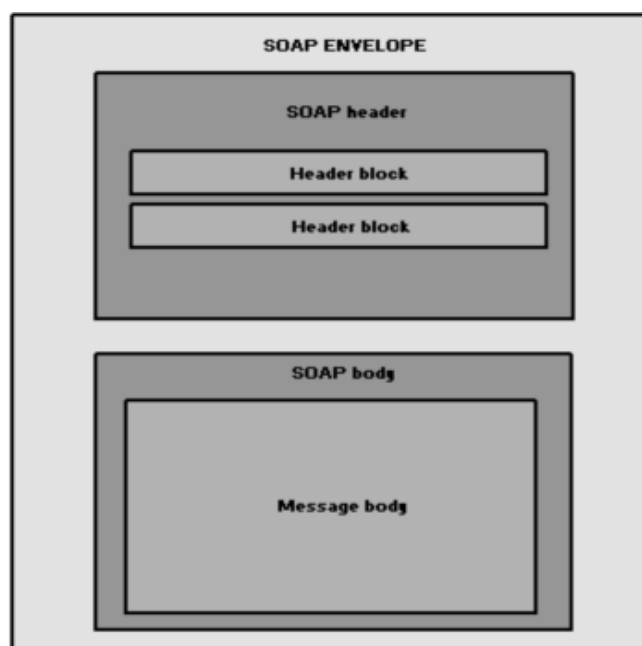 SOAP ENVELOPE
SOAP header
Header block
Header block
SOAP body
Message body